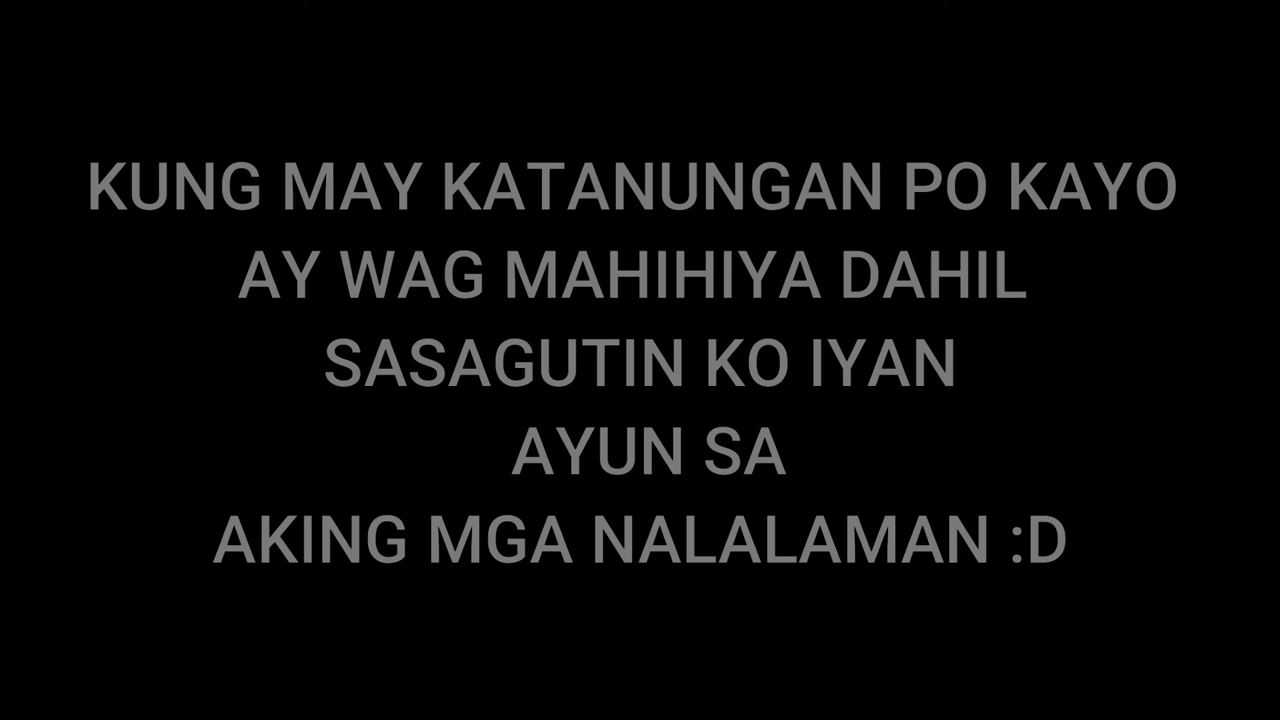 KUNG MAY KATANUNGAN PO KAYO
AY WAG MAHIHIYA DAHIL
SASAGUTIN KO IYAN
AYUN SA
AKING MGA NALALAMAN :D